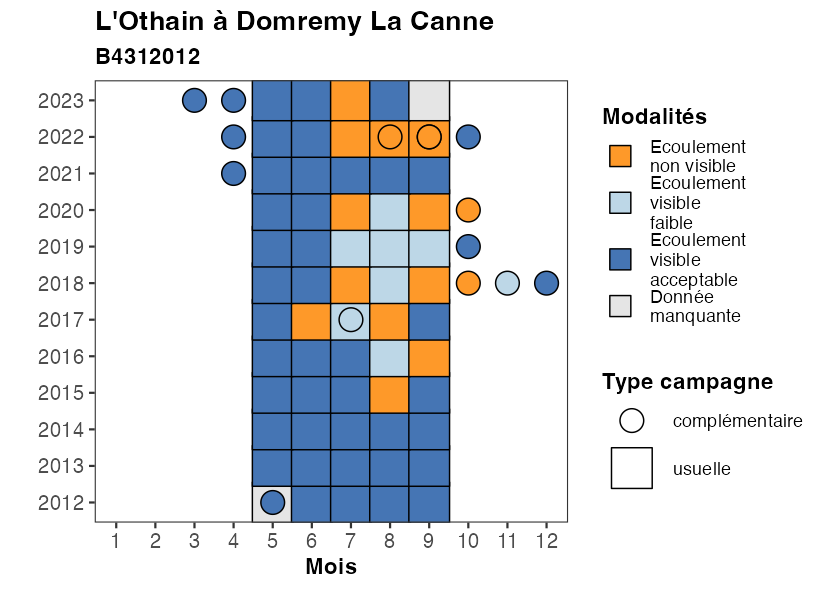 L'Othain à Domremy La Canne
B4312012
2023
2022
2021
2020
2019
2018
2017
2016
2015
2014
2013
2012
1 2 3 4 5 6 7 8 9 10 11 12
Mois
Modalités
Ecoulement
non visible
Ecoulement
visible
faible
Ecoulement
visible
acceptable
Donnée
manquante
Type campagne
complémentaire
usuelle